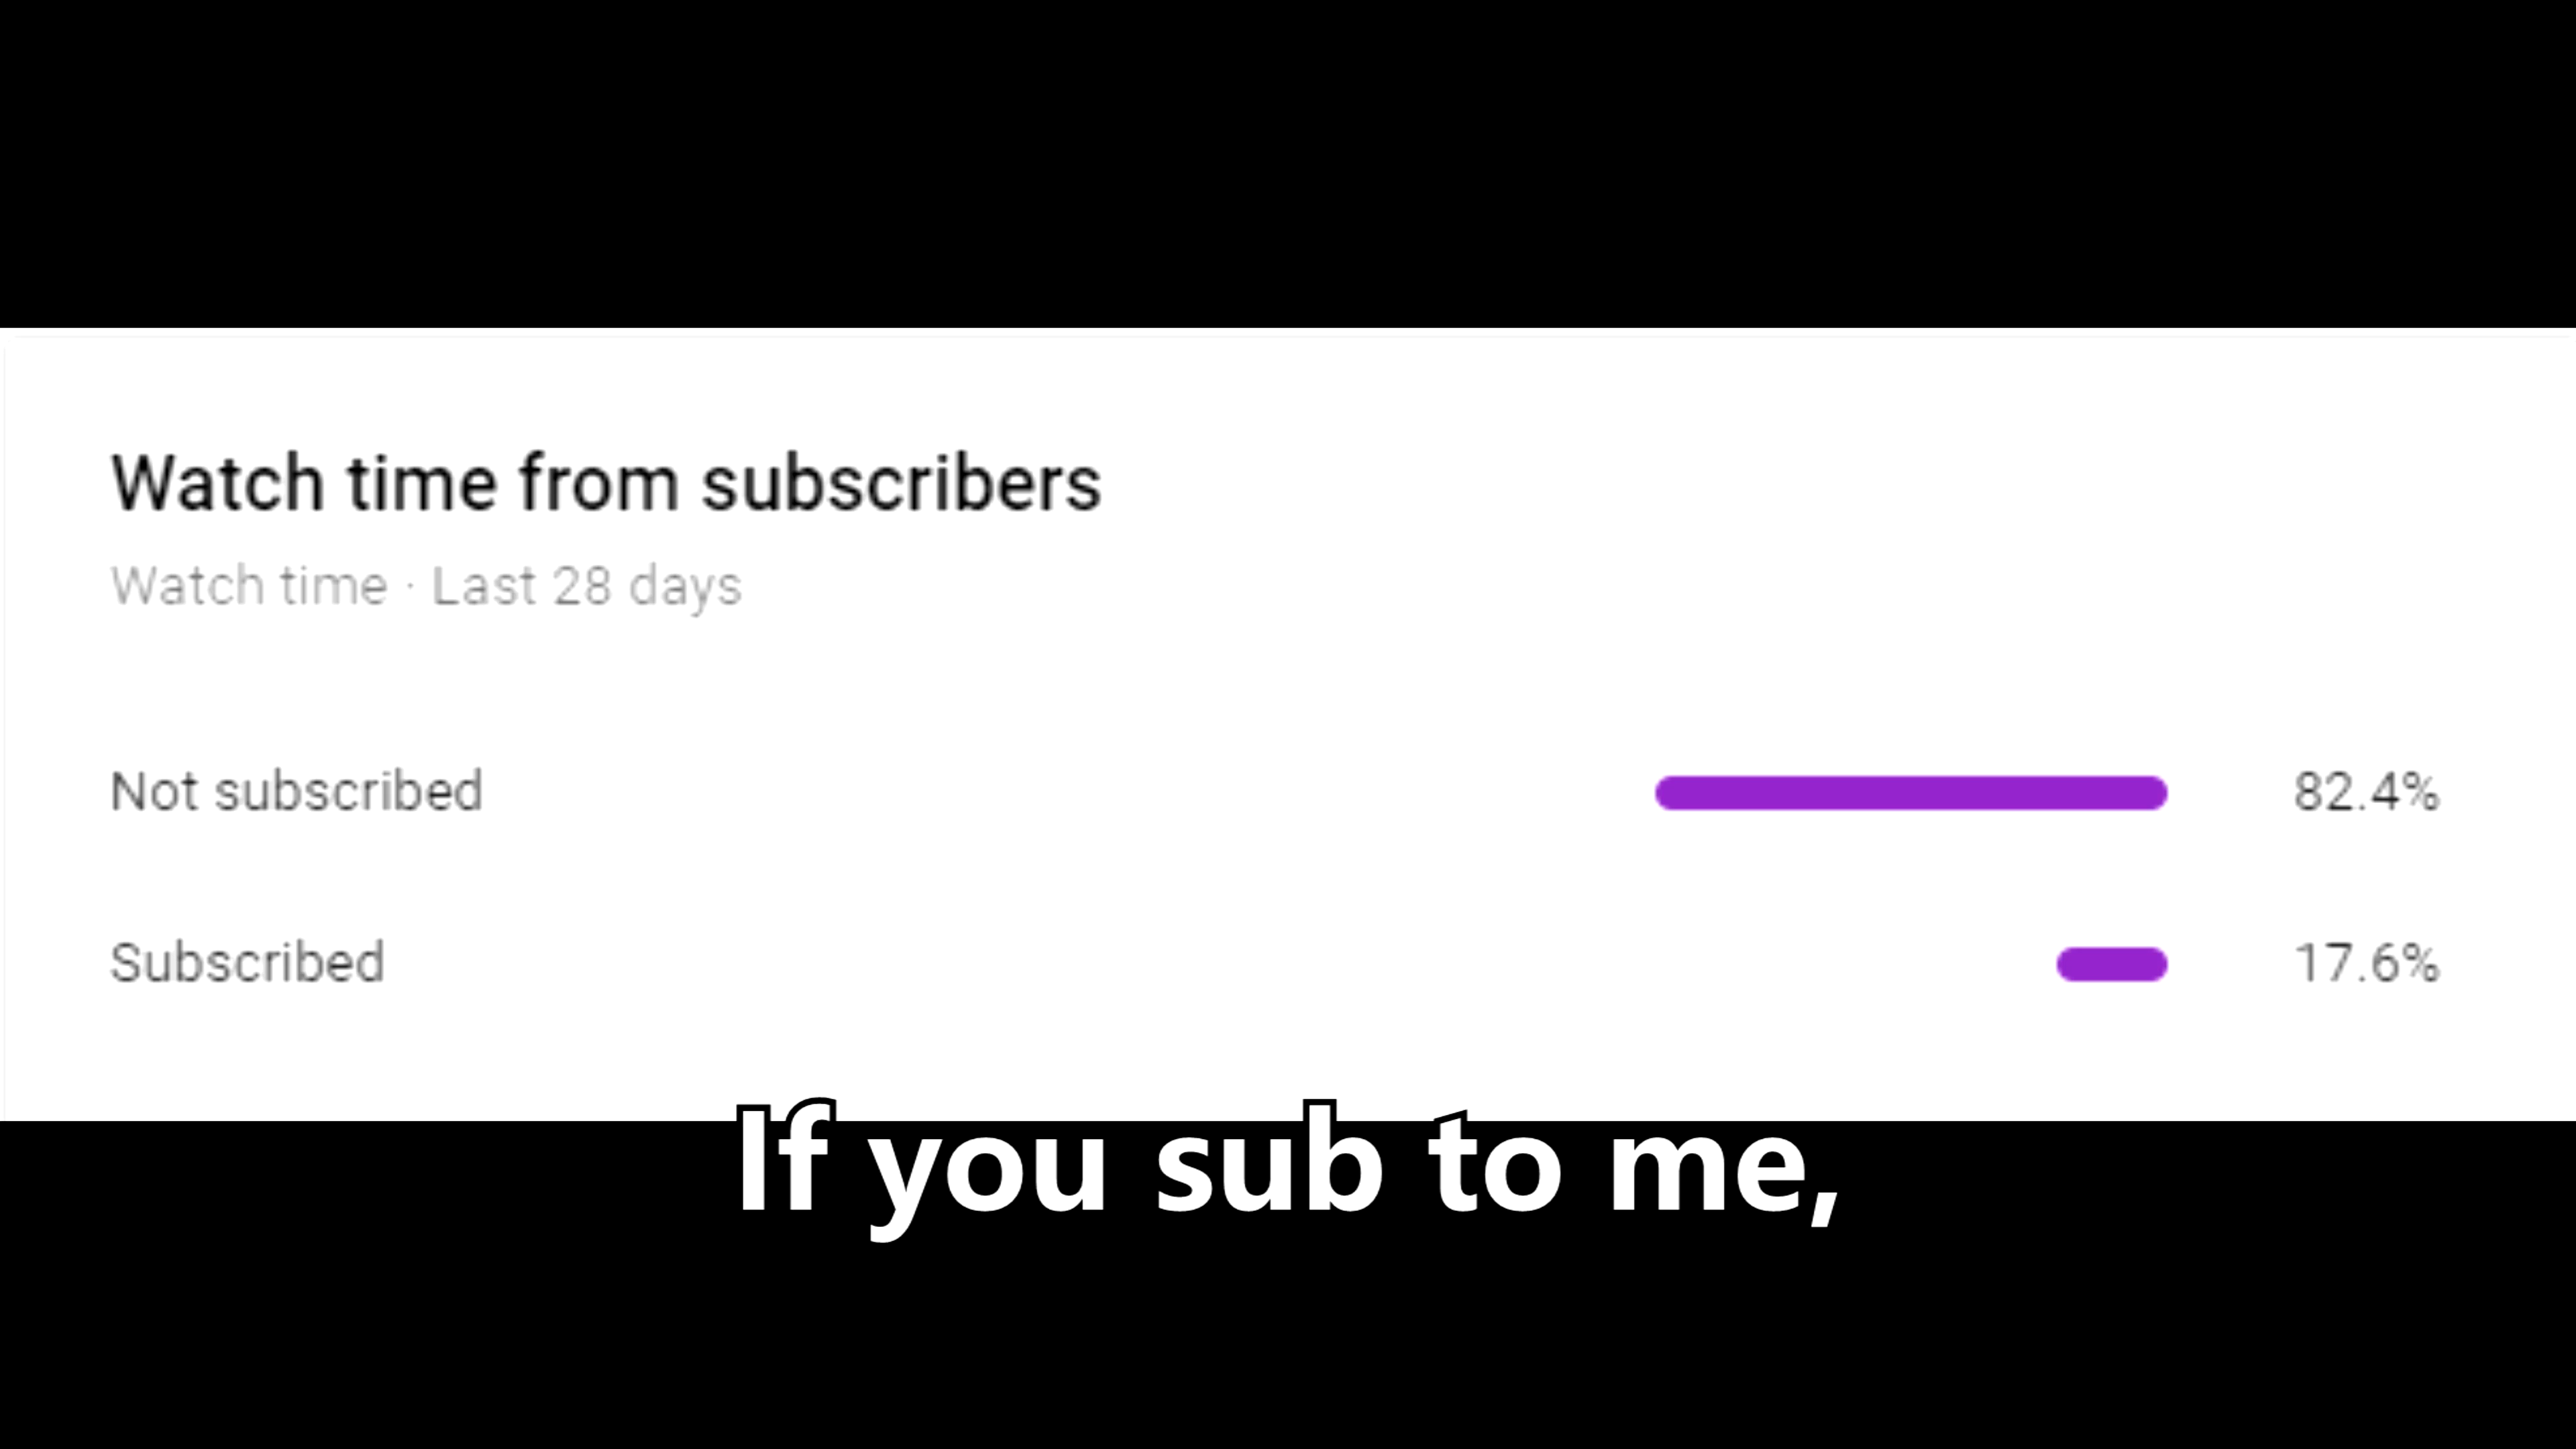 Watch time from subscribers
Watch time · Last 28 days
Not subscribed 82.4%
Subscribed 17.6%
If you sub to me,